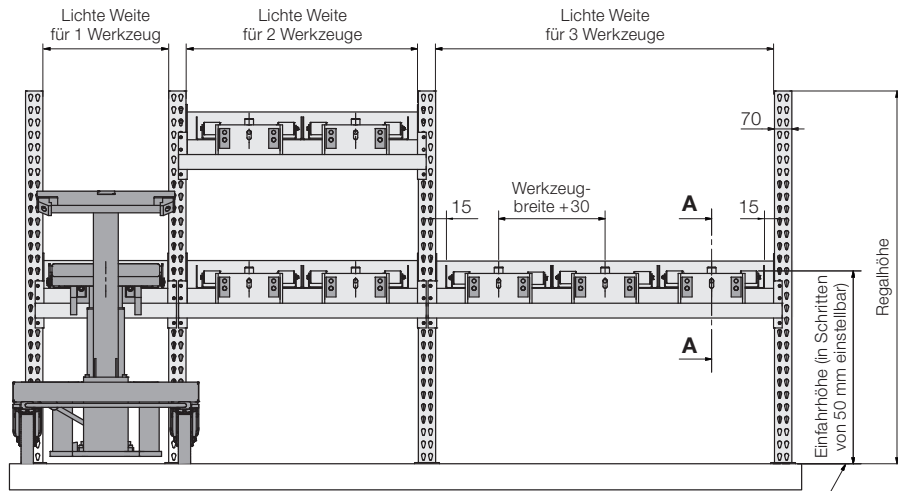 Lichte Weite
für 1 Werkzeug
Lichte Weite
für 2 Werkzeuge
Lichte Weite
für 3 Werkzeuge
70
15
Werkzeug-
breite +30
A
15
A
Einfahrhöhe (in Schritten
von 50 mm einstellbar)
Regalhöhe